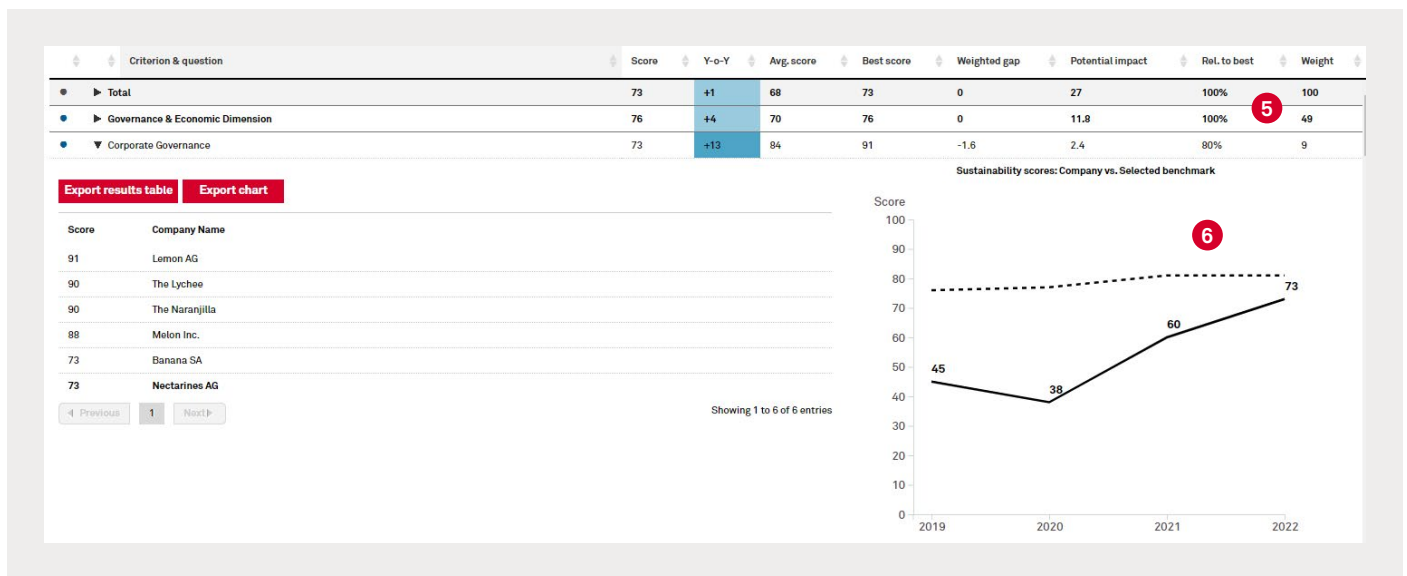 Criterion & question Score Y-o-Y Avg. score Best score Weighted gap Potential impact Rel. to best Weight
Total 73 +1 68 73 0 27 100% 100
5
Governance & Economic Dimension 76 +4 70 76 0 11.8 100% 49
Corporate Governance 73 +13 84 91 -1.6 2.4 80% 9
Export results table Export chart
Score Company Name
91 Lemon AG
90 The Lychee
90 The Naranjilla
88 Melon Inc.
73 Banana SA
73 Nectarines AG
Previous 1 Next
Showing 1 to 6 of 6 entries
Sustainability scores: Company vs. Selected benchmark
Score
100
90
80
70
60
50
40
30
20
10
0
6
45
38
60
73
2019 2020 2021 2022